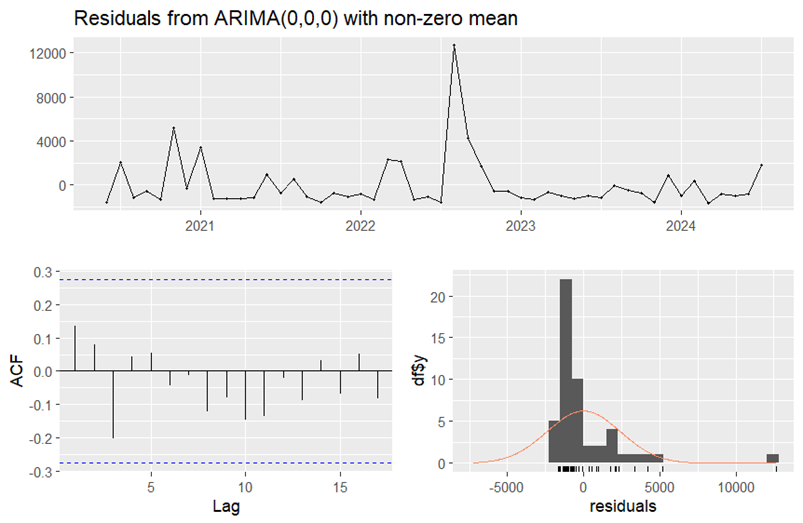 Residuals from ARIMA(0,0,0) with non-zero mean
12000
8000
4000
0
2021 2022 2023 2024
0.3
0.2
0.1
0.0
-0.1
-0.2
-0.3
ACF
5 10 15
Lag
20
15
10
5
0
df$y
-5000 0 5000 10000
residuals